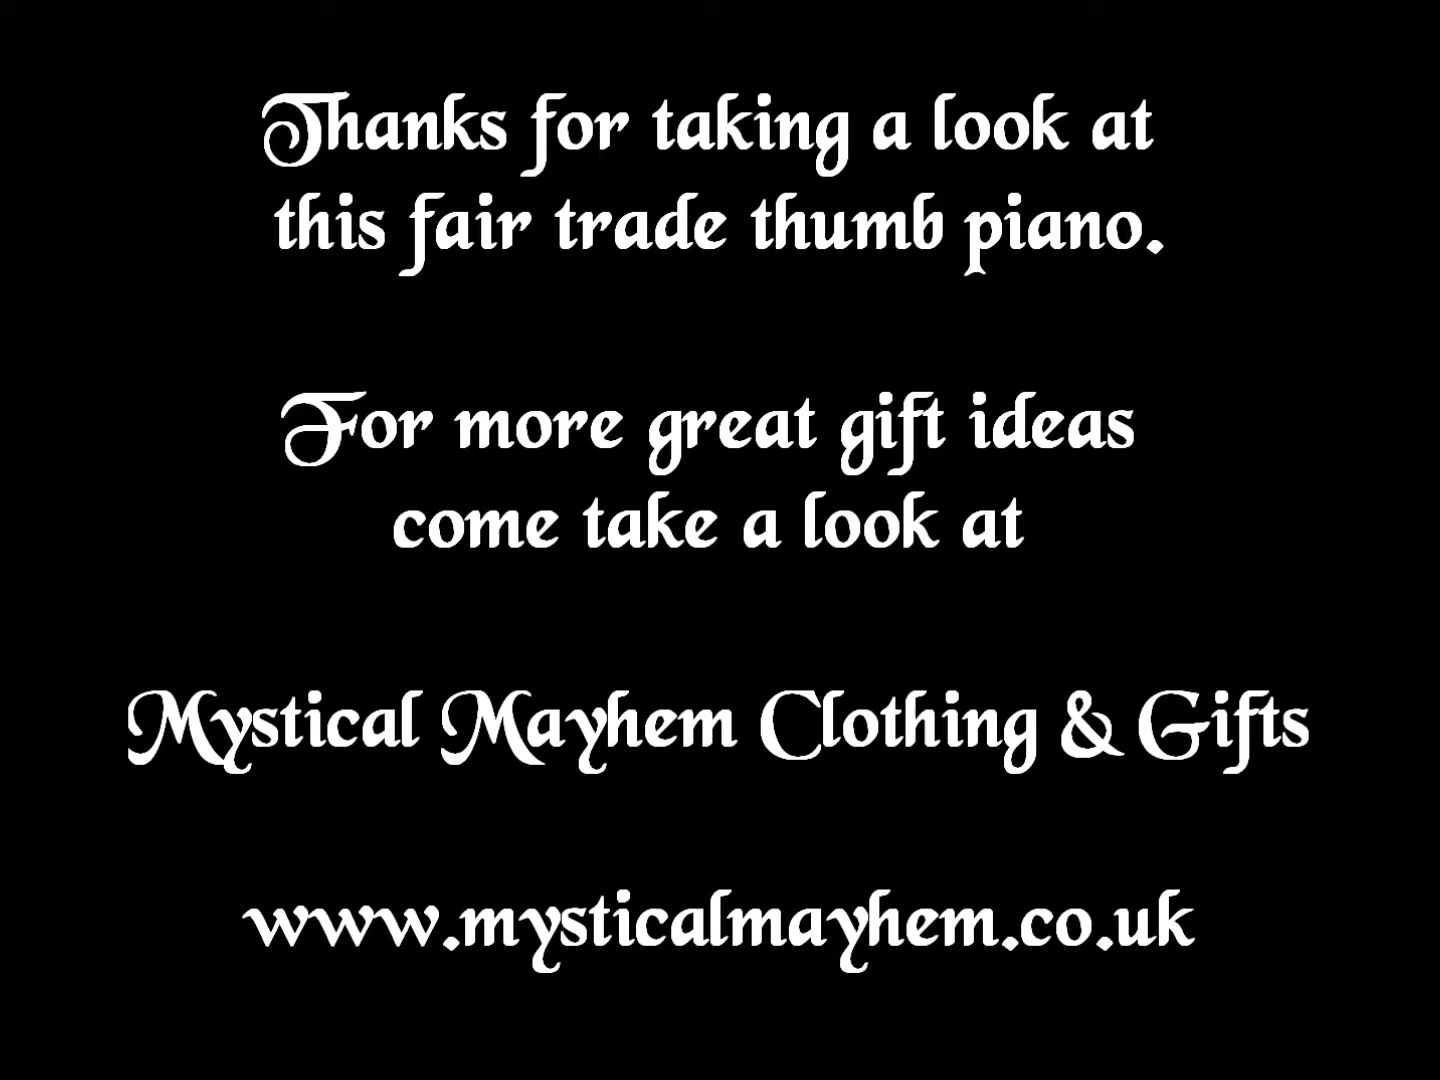 Thanks for taking a look at
this fair trade thumb piano.
For more great gift ideas
come take a look at
Mystical Mayhem Clothing & Gifts
www.mysticalmayhem.co.uk